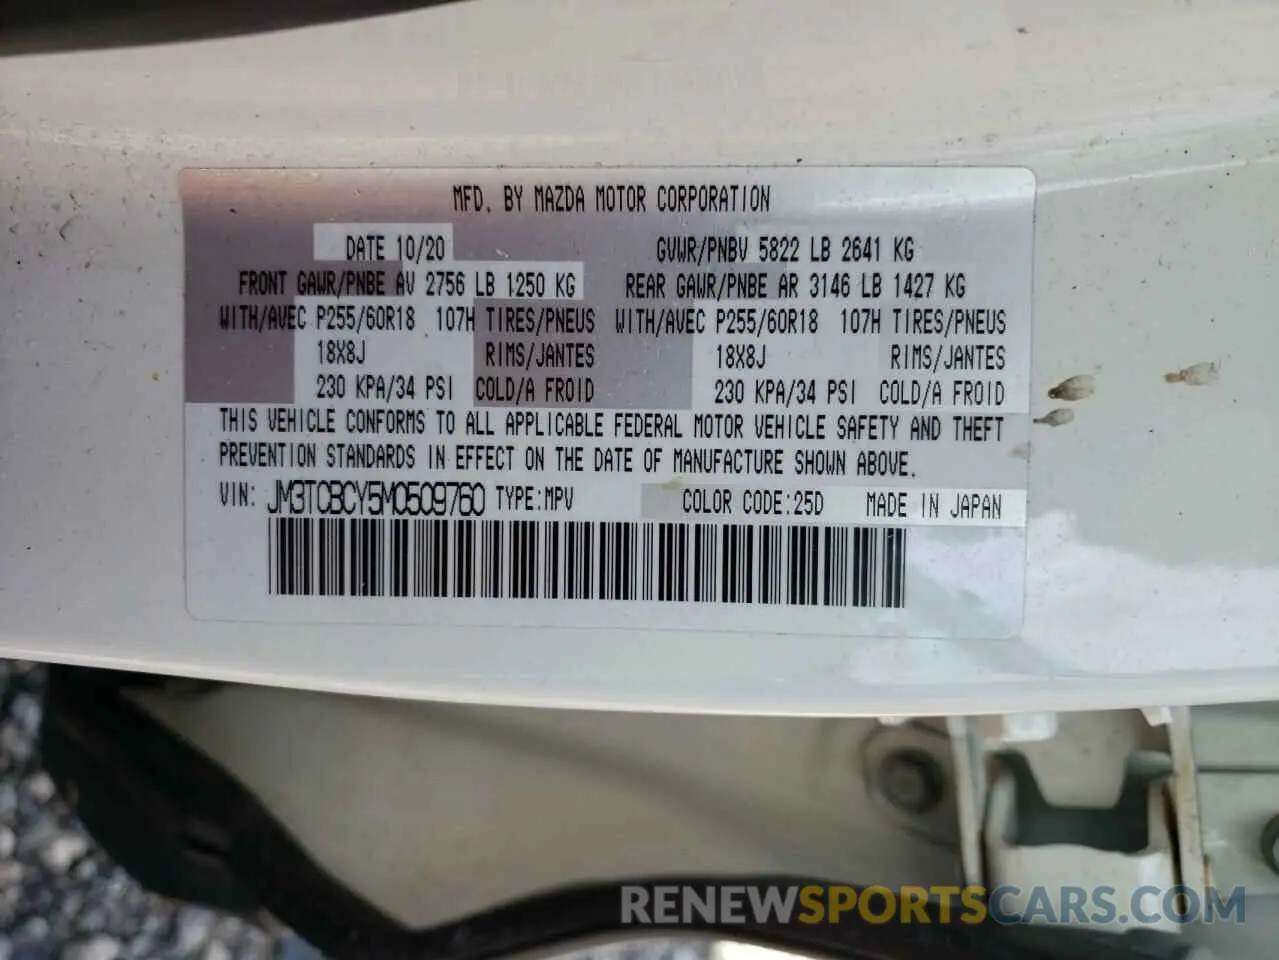 MFD. BY MAZDA MOTOR CORPORATION
DATE 10/20 GVWR/PNBV 5822 LB 2641 KG
FRONT GAWR/PNBE AV 2756 LB 1250 KG REAR GAWR/PNBE AR 3146 LB 1427 KG
WITH/AVEC P255/60R18 107H TIRES/PNEUS WITH/AVEC P255/60R18 107H TIRES/PNEUS
18X8J RIMS/JANTES 18X8J RIMS/JANTES
230 KPA/34 PSI COLD/A FROID 230 KPA/34 PSI COLD/A FROID
THIS VEHICLE CONFORMS TO ALL APPLICABLE FEDERAL MOTOR VEHICLE SAFETY AND THEFT
PREVENTION STANDARDS IN EFFECT ON THE DATE OF MANUFACTURE SHOWN ABOVE.
VIN: JM3TCBCY5M0509760 TYPE:MPV COLOR CODE:25D MADE IN JAPAN
RENEWSPORTSCARS.COM